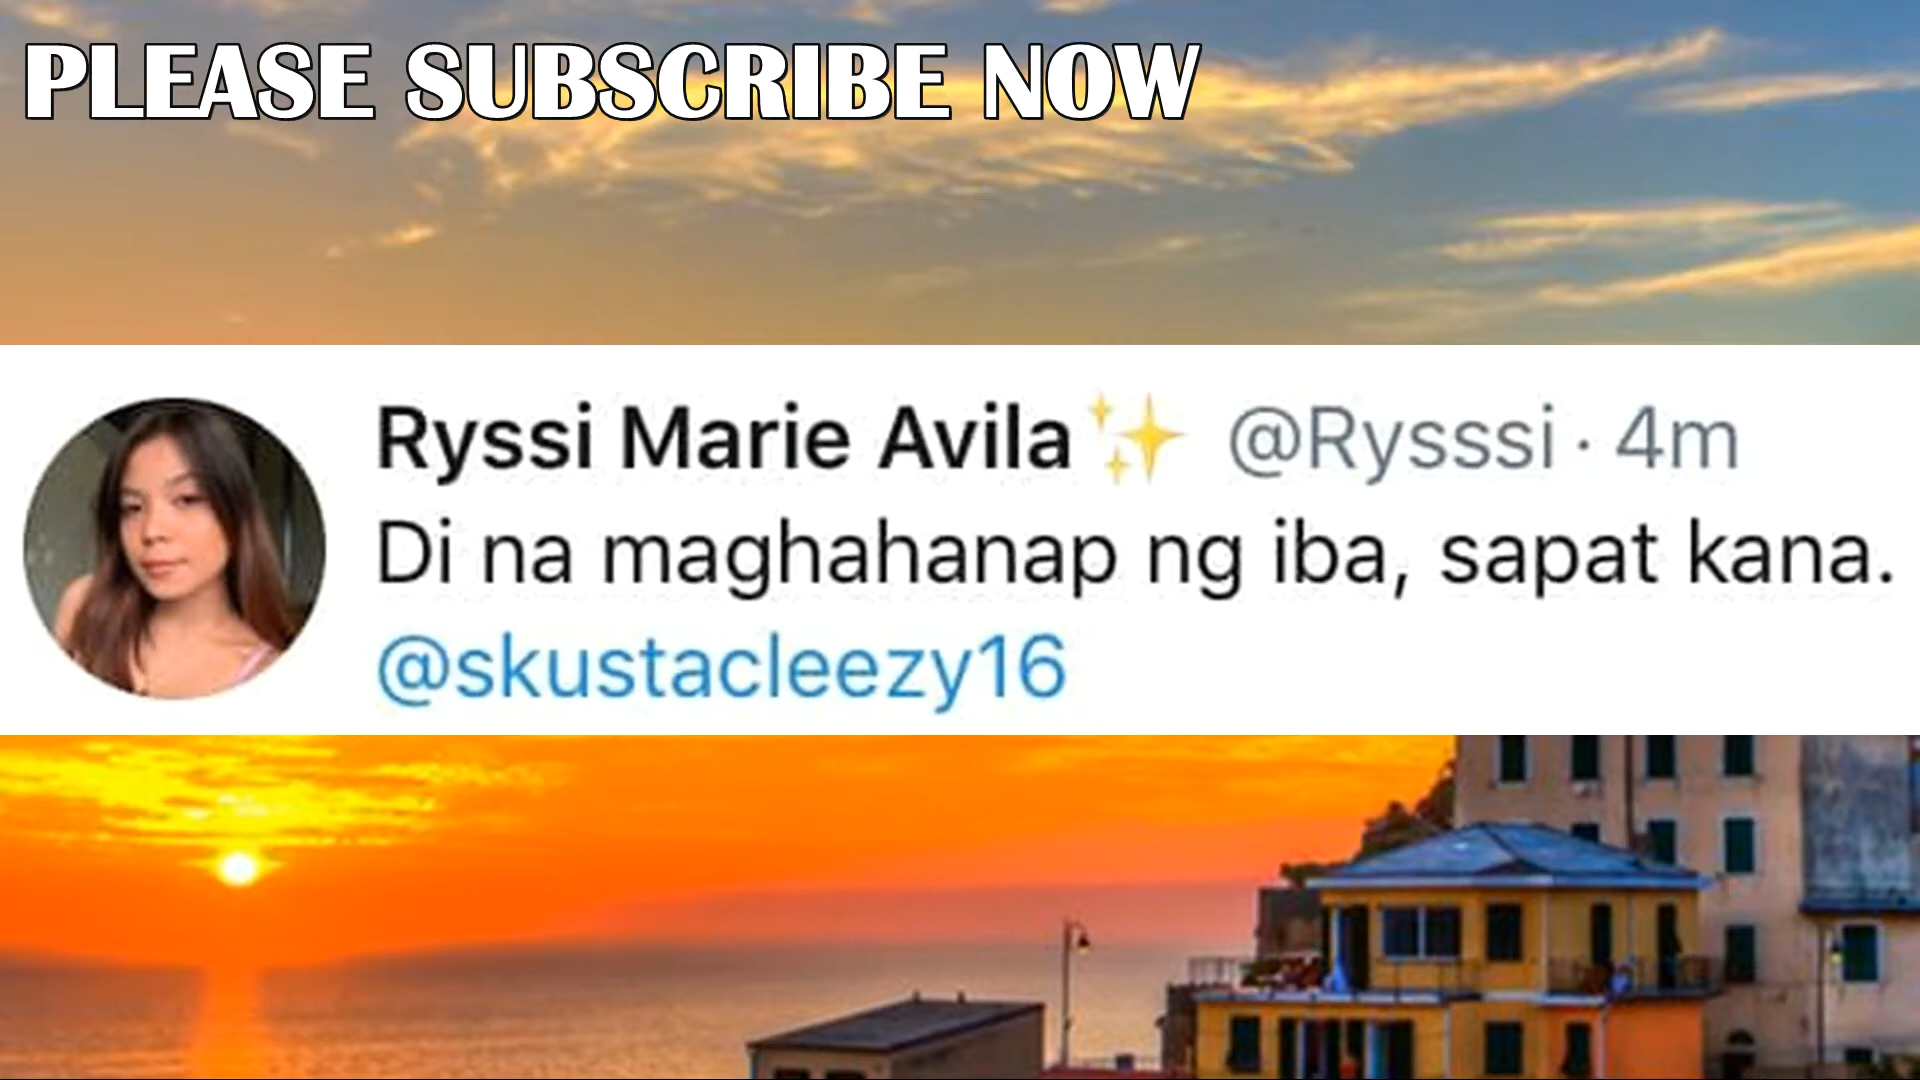 PLEASE SUBSCRIBE NOW
Ryssi Marie Avila✨ @Rysssi · 4m
Di na maghahanap ng iba, sapat kana.
@skustacleezy16